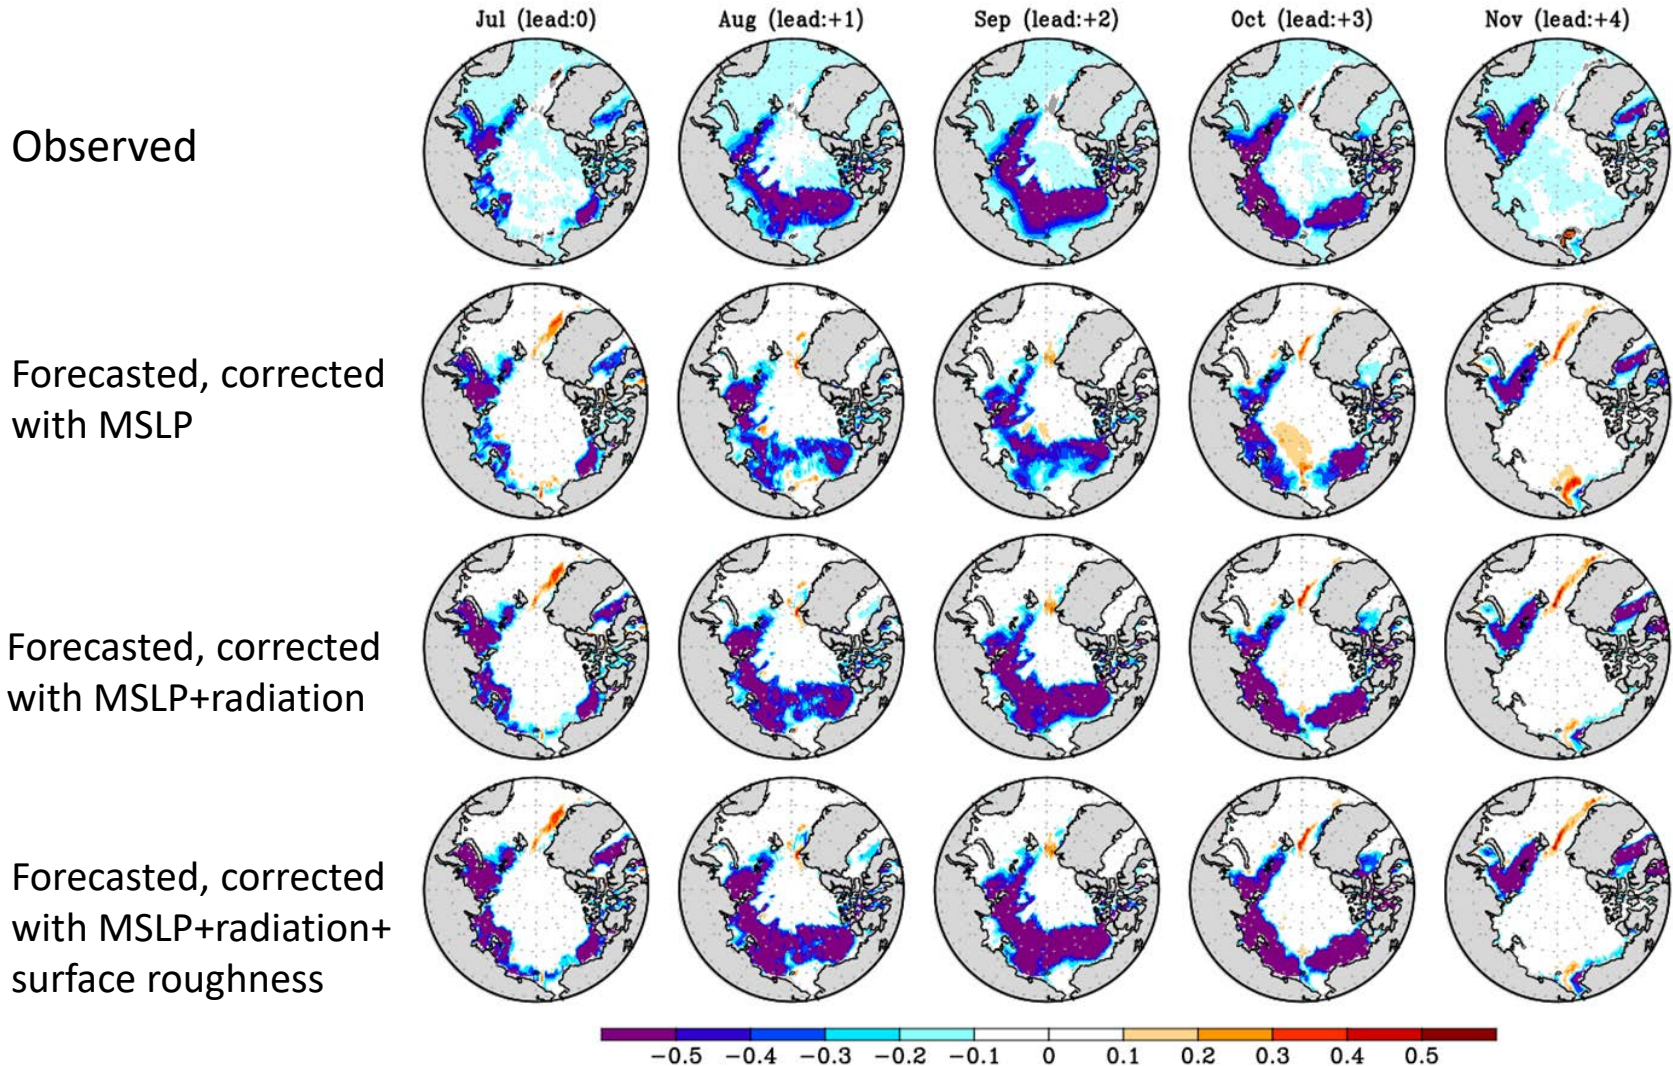 Jul (lead:0) Aug (lead:+1) Sep (lead:+2) Oct (lead:+3) Nov (lead:+4)
Observed
Forecasted, corrected
with MSLP
Forecasted, corrected
with MSLP+radiation
Forecasted, corrected
with MSLP+radiation+
surface roughness
−0.5 −0.4 −0.3 −0.2 −0.1 0 0.1 0.2 0.3 0.4 0.5